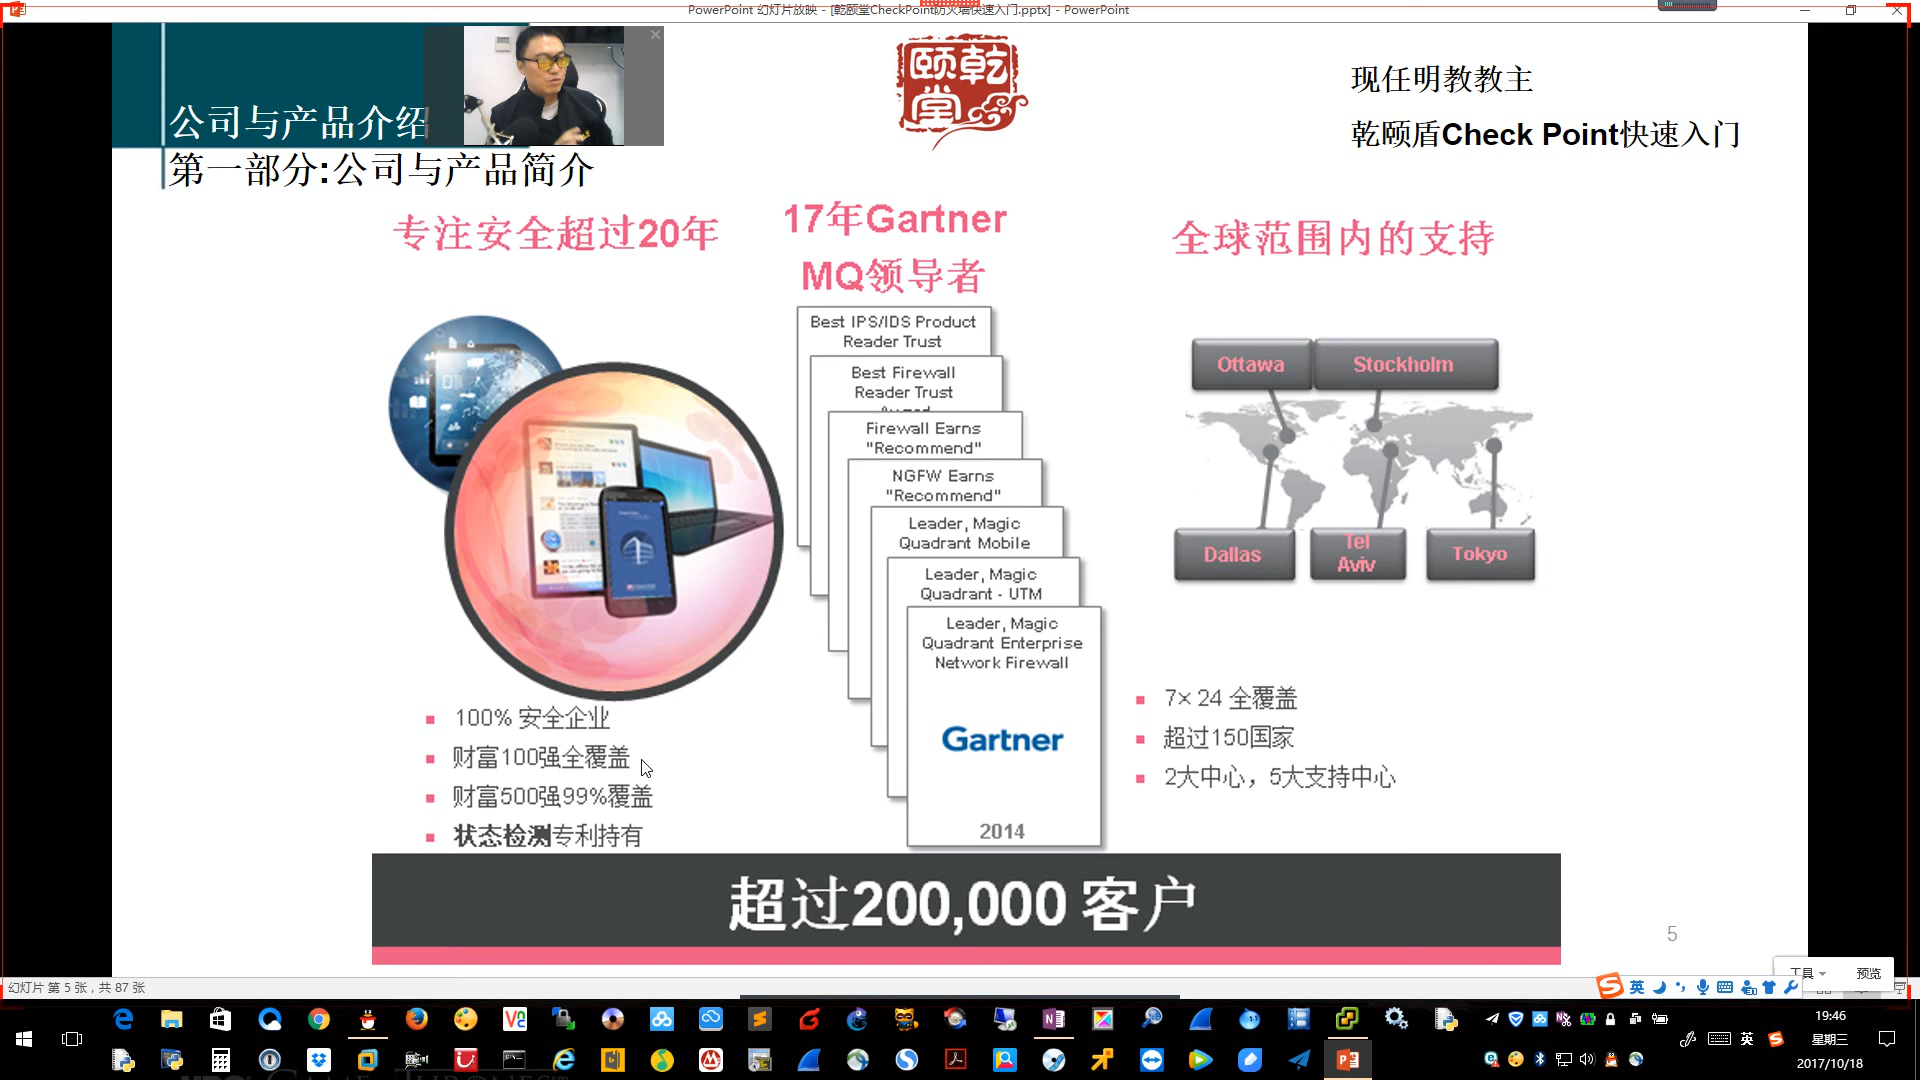 PowerPoint 幻灯片放映 - [乾颐堂CheckPoint防火墙快速入门.pptx] - PowerPoint
公司与产品介绍
第一部分:公司与产品简介
乾颐堂
现任明教教主
乾颐盾Check Point快速入门
专注安全超过20年
17年Gartner
MQ领导者
全球范围内的支持
Best IPS/IDS Product
Reader Trust
Best Firewall
Reader Trust
Firewall Earns
"Recommend"
NGFW Earns
"Recommend"
Leader, Magic
Quadrant Mobile
Leader, Magic
Quadrant - UTM
Leader, Magic
Quadrant Enterprise
Network Firewall
Gartner
2014
Ottawa
Stockholm
Dallas
Tel
Aviv
Tokyo
100% 安全企业
财富100强全覆盖
财富500强99%覆盖
状态检测专利持有
7× 24 全覆盖
超过150国家
2大中心，5大支持中心
超过200,000 客户
5
工具
预览
幻灯片 第 5 张，共 87 张
英
19:46
英
星期三
2017/10/18